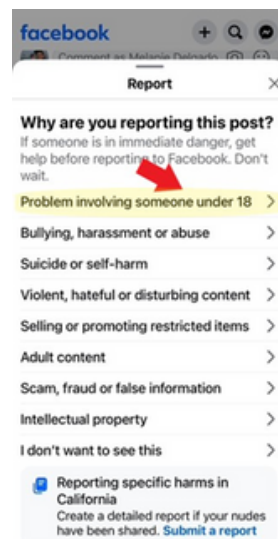 facebook
Comment as Melanie Delgado
Report
Why are you reporting this post?
If someone is in immediate danger, get
help before reporting to Facebook. Don't
wait.
Problem involving someone under 18
Bullying, harassment or abuse
Suicide or self-harm
Violent, hateful or disturbing content
Selling or promoting restricted items
Adult content
Scam, fraud or false information
Intellectual property
I don't want to see this
Reporting specific harms in
California
Create a detailed report if your nudes
have been shared. Submit a report